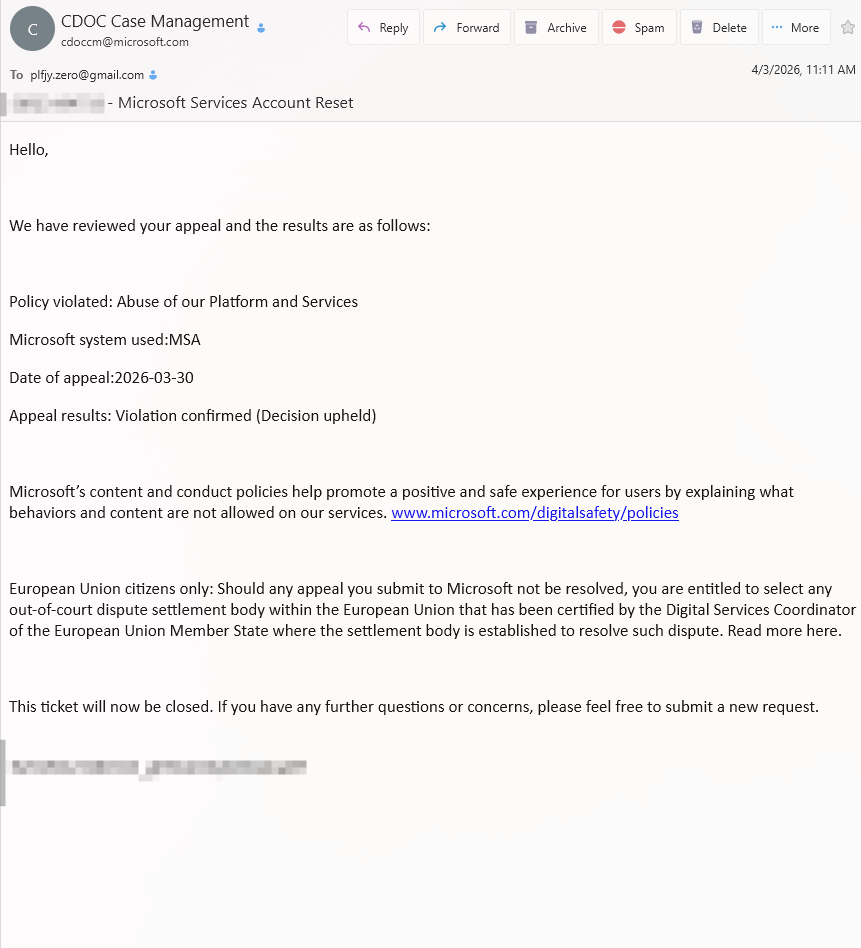 C
CDOC Case Management
cdoccm@microsoft.com
Reply
Forward
Archive
Spam
Delete
More
To plfjy.zero@gmail.com
4/3/2026, 11:11 AM
- Microsoft Services Account Reset
Hello,
We have reviewed your appeal and the results are as follows:
Policy violated: Abuse of our Platform and Services
Microsoft system used:MSA
Date of appeal:2026-03-30
Appeal results: Violation confirmed (Decision upheld)
Microsoft’s content and conduct policies help promote a positive and safe experience for users by explaining what
behaviors and content are not allowed on our services. www.microsoft.com/digitalsafety/policies
European Union citizens only: Should any appeal you submit to Microsoft not be resolved, you are entitled to select any
out-of-court dispute settlement body within the European Union that has been certified by the Digital Services Coordinator
of the European Union Member State where the settlement body is established to resolve such dispute. Read more here.
This ticket will now be closed. If you have any further questions or concerns, please feel free to submit a new request.